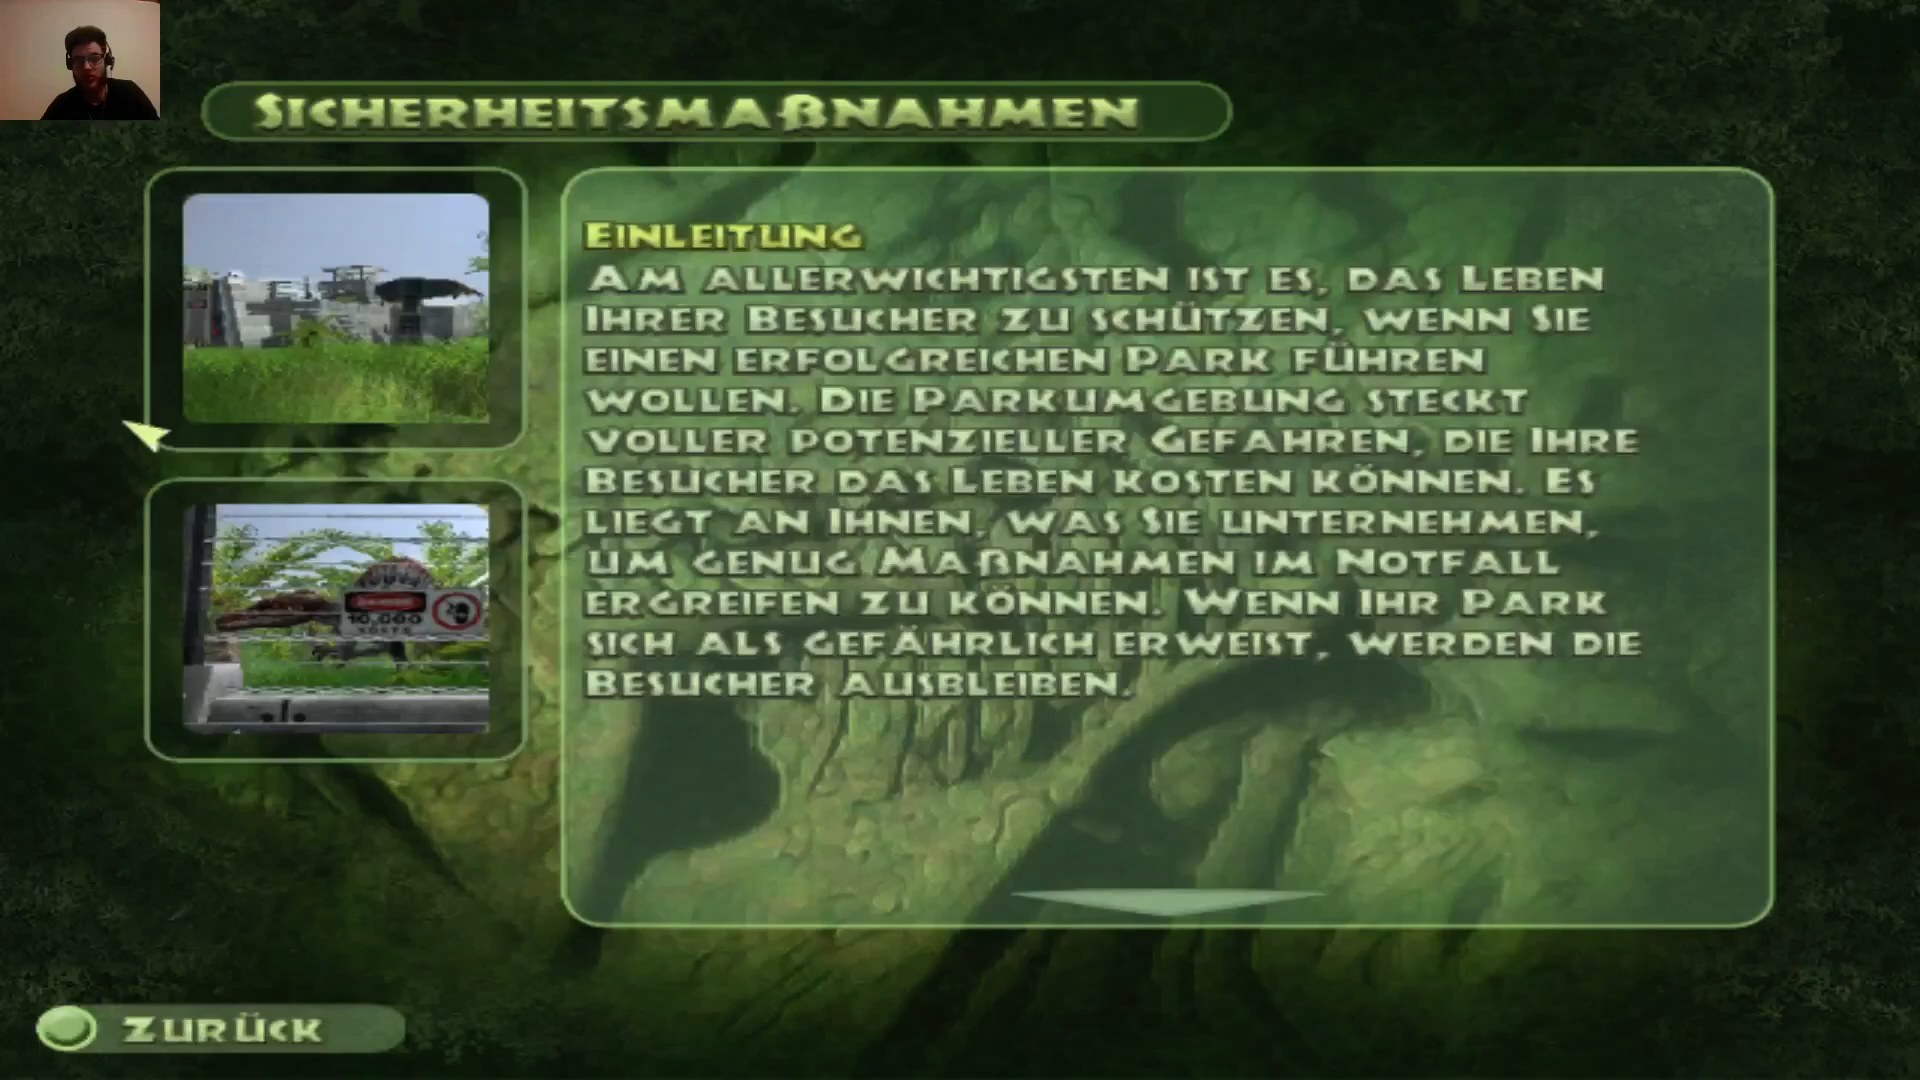 Sicherheitsmaßnahmen
Einleitung
Am allerwichtigsten ist es, das Leben
Ihrer Besucher zu schützen, wenn Sie
einen erfolgreichen Park führen
wollen. Die Parkumgebung steckt
voller potenzieller Gefahren, die Ihre
Besucher das Leben kosten können. Es
liegt an Ihnen, was Sie unternehmen,
um genug Maßnahmen im Notfall
ergreifen zu können. Wenn Ihr Park
sich als gefährlich erweist, werden die
Besucher ausbleiben.
10,000
Zurück